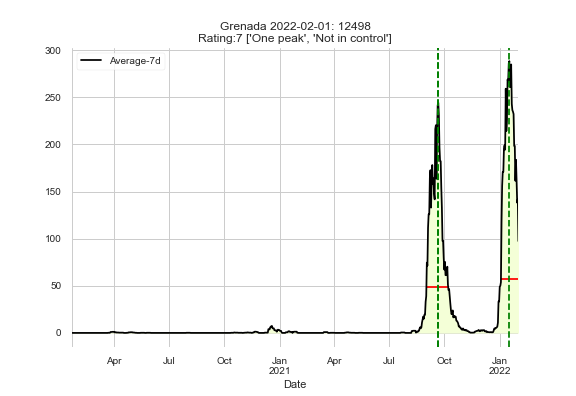 Grenada 2022-02-01: 12498
Rating:7 ['One peak', 'Not in control']
300
Average-7d
250
200
150
100
50
0
Apr Jul Oct Jan Apr Jul Oct Jan
2021 2022
Date